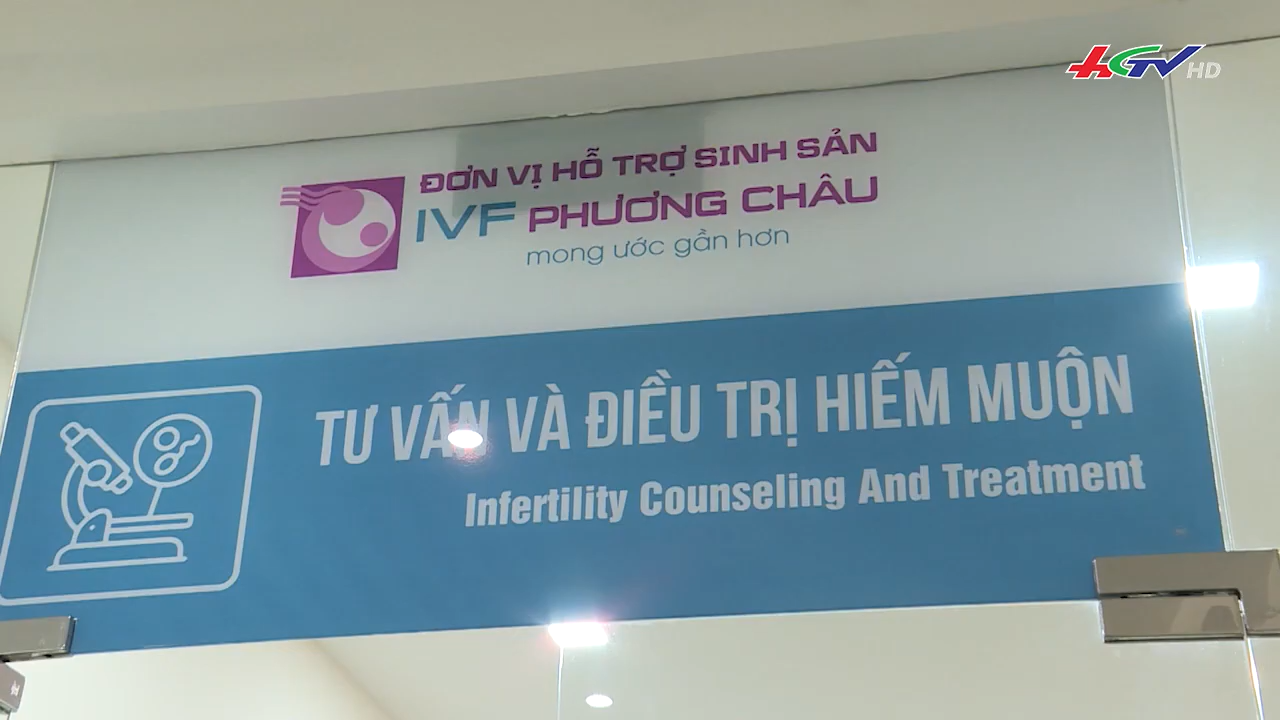 HGTV HD
ĐƠN VỊ HỖ TRỢ SINH SẢN
IVF PHƯƠNG CHÂU
mong ước gần hơn
TƯ VẤN VÀ ĐIỀU TRỊ HIẾM MUỘN
Infertility Counseling And Treatment